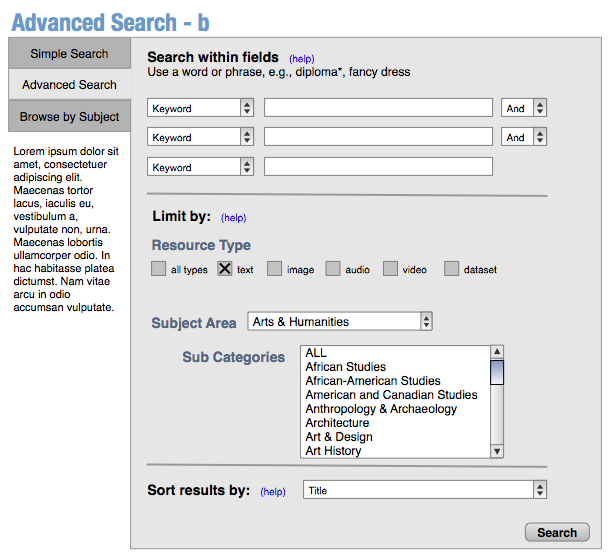 Advanced Search - b
Simple Search
Advanced Search
Browse by Subject
Lorem ipsum dolor sit
amet, consectetuer
adipiscing elit.
Maecenas tortor
lacus, iaculis eu,
vestibulum a,
vulputate non, urna.
Maecenas lobortis
ullamcorper odio. In
hac habitasse platea
dictumst. Nam vitae
arcu in odio
accumsan vulputate.
Search within fields (help)
Use a word or phrase, e.g., diploma*, fancy dress
Keyword And
Keyword And
Keyword
Limit by: (help)
Resource Type
all types text image audio video dataset
Subject Area Arts & Humanities
Sub Categories
ALL
African Studies
African-American Studies
American and Canadian Studies
Anthropology & Archaeology
Architecture
Art & Design
Art History
Sort results by: (help) Title
Search